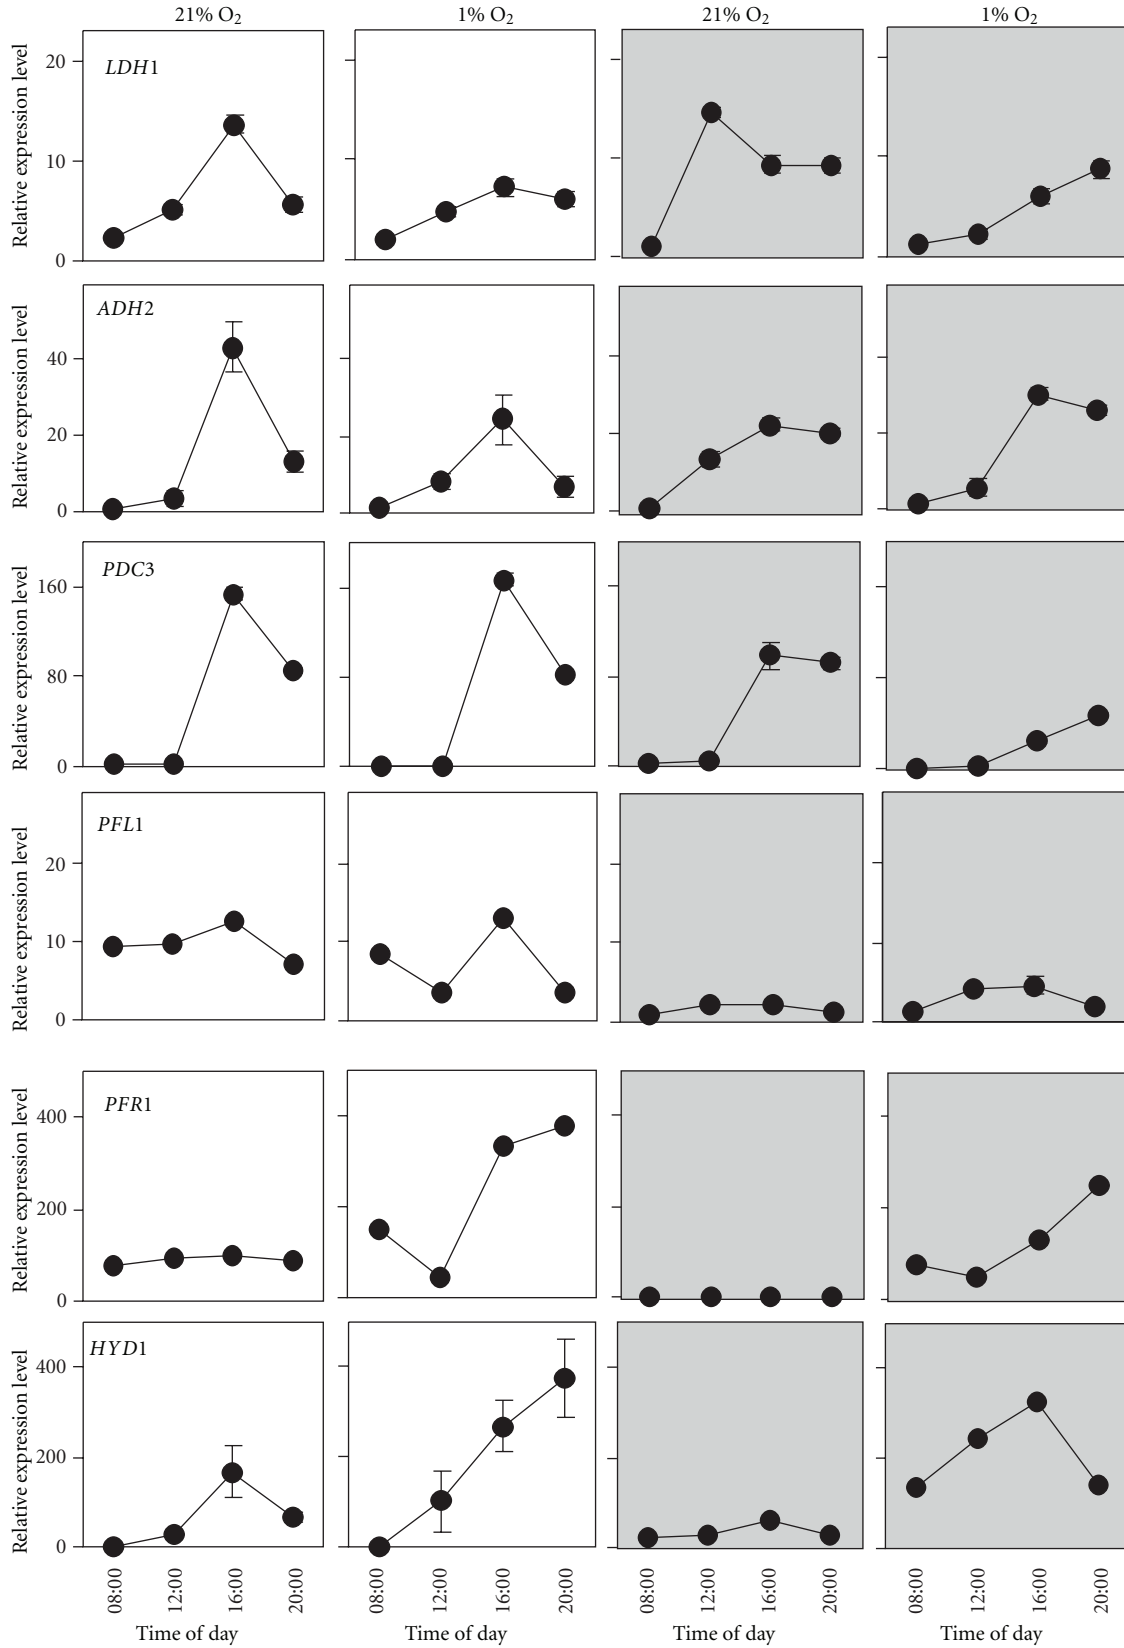 21% O₂ 1% O₂ 21% O₂ 1% O₂
Relative expression level
20
10
0
LDH1
Relative expression level
40
20
0
ADH2
Relative expression level
160
80
0
PDC3
Relative expression level
20
10
0
PFL1
Relative expression level
400
200
0
PFR1
Relative expression level
400
200
0
HYD1
08:00 12:00 16:00 20:00 08:00 12:00 16:00 20:00 08:00 12:00 16:00 20:00 08:00 12:00 16:00 20:00
Time of day Time of day Time of day Time of day